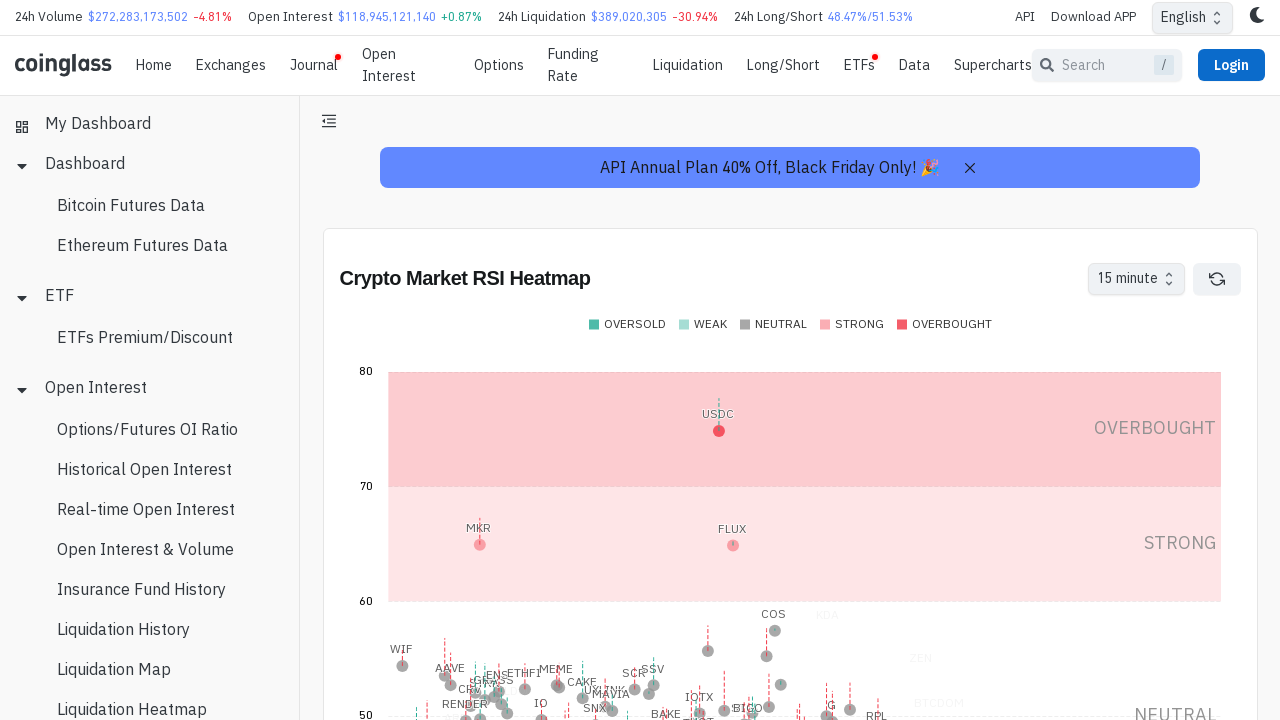 24h Volume $272,283,173,502 -4.81% Open Interest $118,945,121,140 +0.87% 24h Liquidation $389,020,305 -30.94% 24h Long/Short 48.47%/51.53% API Download APP English
coinglass Home Exchanges Journal Open Interest Options Funding Rate Liquidation Long/Short ETFs Data Supercharts Search / Login
My Dashboard
Dashboard
Bitcoin Futures Data
Ethereum Futures Data
ETF
ETFs Premium/Discount
Open Interest
Options/Futures OI Ratio
Historical Open Interest
Real-time Open Interest
Open Interest & Volume
Insurance Fund History
Liquidation History
Liquidation Map
Liquidation Heatmap
API Annual Plan 40% Off, Black Friday Only! 🎉
Crypto Market RSI Heatmap
15 minute
OVERSOLD WEAK NEUTRAL STRONG OVERBOUGHT
80
USDC
OVERBOUGHT
70
MKR FLUX
STRONG
60
COS XDA
WIF ZEN
AAVE ENS ETHFI MEME SCR SSV
CAKE
RENDER IO MAVIA IOTX BTCDOM
SNX BAKE BICO G RPL
50
NEUTRAL